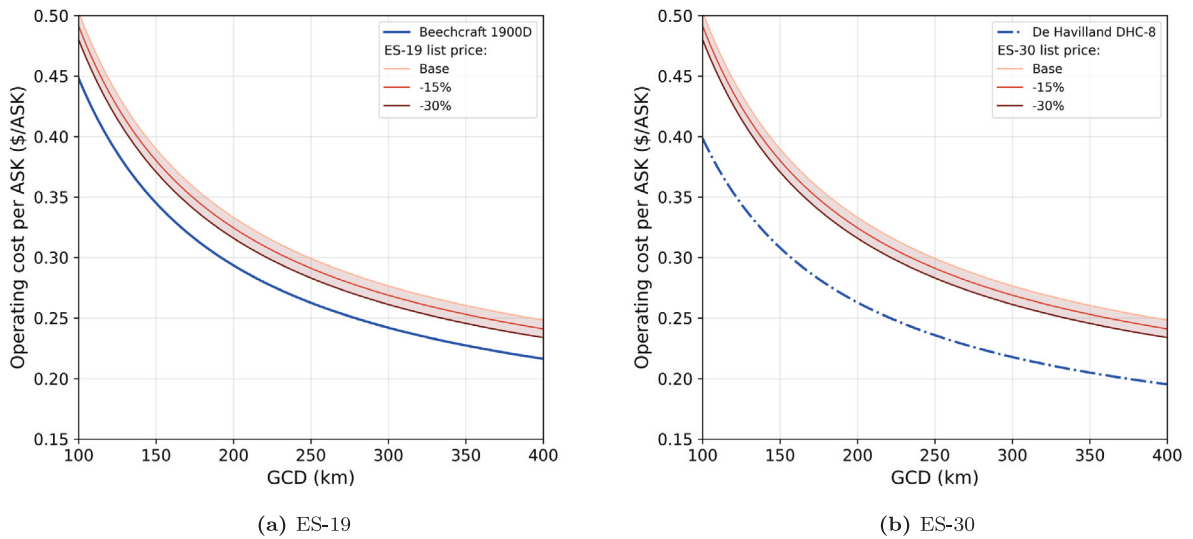 Operating cost per ASK ($/ASK)
0.50
0.45
0.40
0.35
0.30
0.25
0.20
0.15
Beechcraft 1900D
ES-19 list price:
Base
-15%
-30%
100 150 200 250 300 350 400
GCD (km)
(a) ES-19
Operating cost per ASK ($/ASK)
0.50
0.45
0.40
0.35
0.30
0.25
0.20
0.15
De Havilland DHC-8
ES-30 list price:
Base
-15%
-30%
100 150 200 250 300 350 400
GCD (km)
(b) ES-30